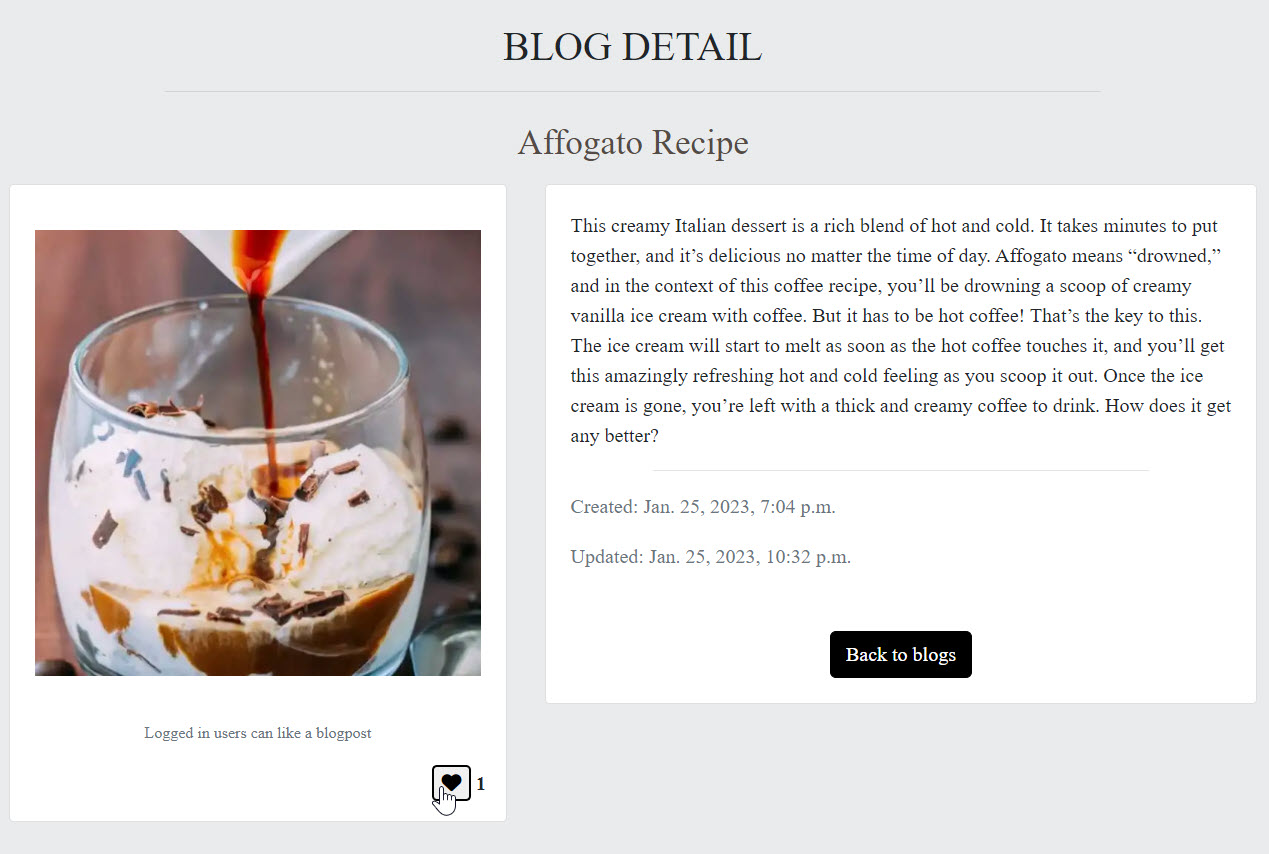 BLOG DETAIL
Affogato Recipe
This creamy Italian dessert is a rich blend of hot and cold. It takes minutes to put
together, and it’s delicious no matter the time of day. Affogato means “drowned,”
and in the context of this coffee recipe, you’ll be drowning a scoop of creamy
vanilla ice cream with coffee. But it has to be hot coffee! That’s the key to this.
The ice cream will start to melt as soon as the hot coffee touches it, and you’ll get
this amazingly refreshing hot and cold feeling as you scoop it out. Once the ice
cream is gone, you’re left with a thick and creamy coffee to drink. How does it get
any better?
Created: Jan. 25, 2023, 7:04 p.m.
Updated: Jan. 25, 2023, 10:32 p.m.
Back to blogs
Logged in users can like a blogpost
1